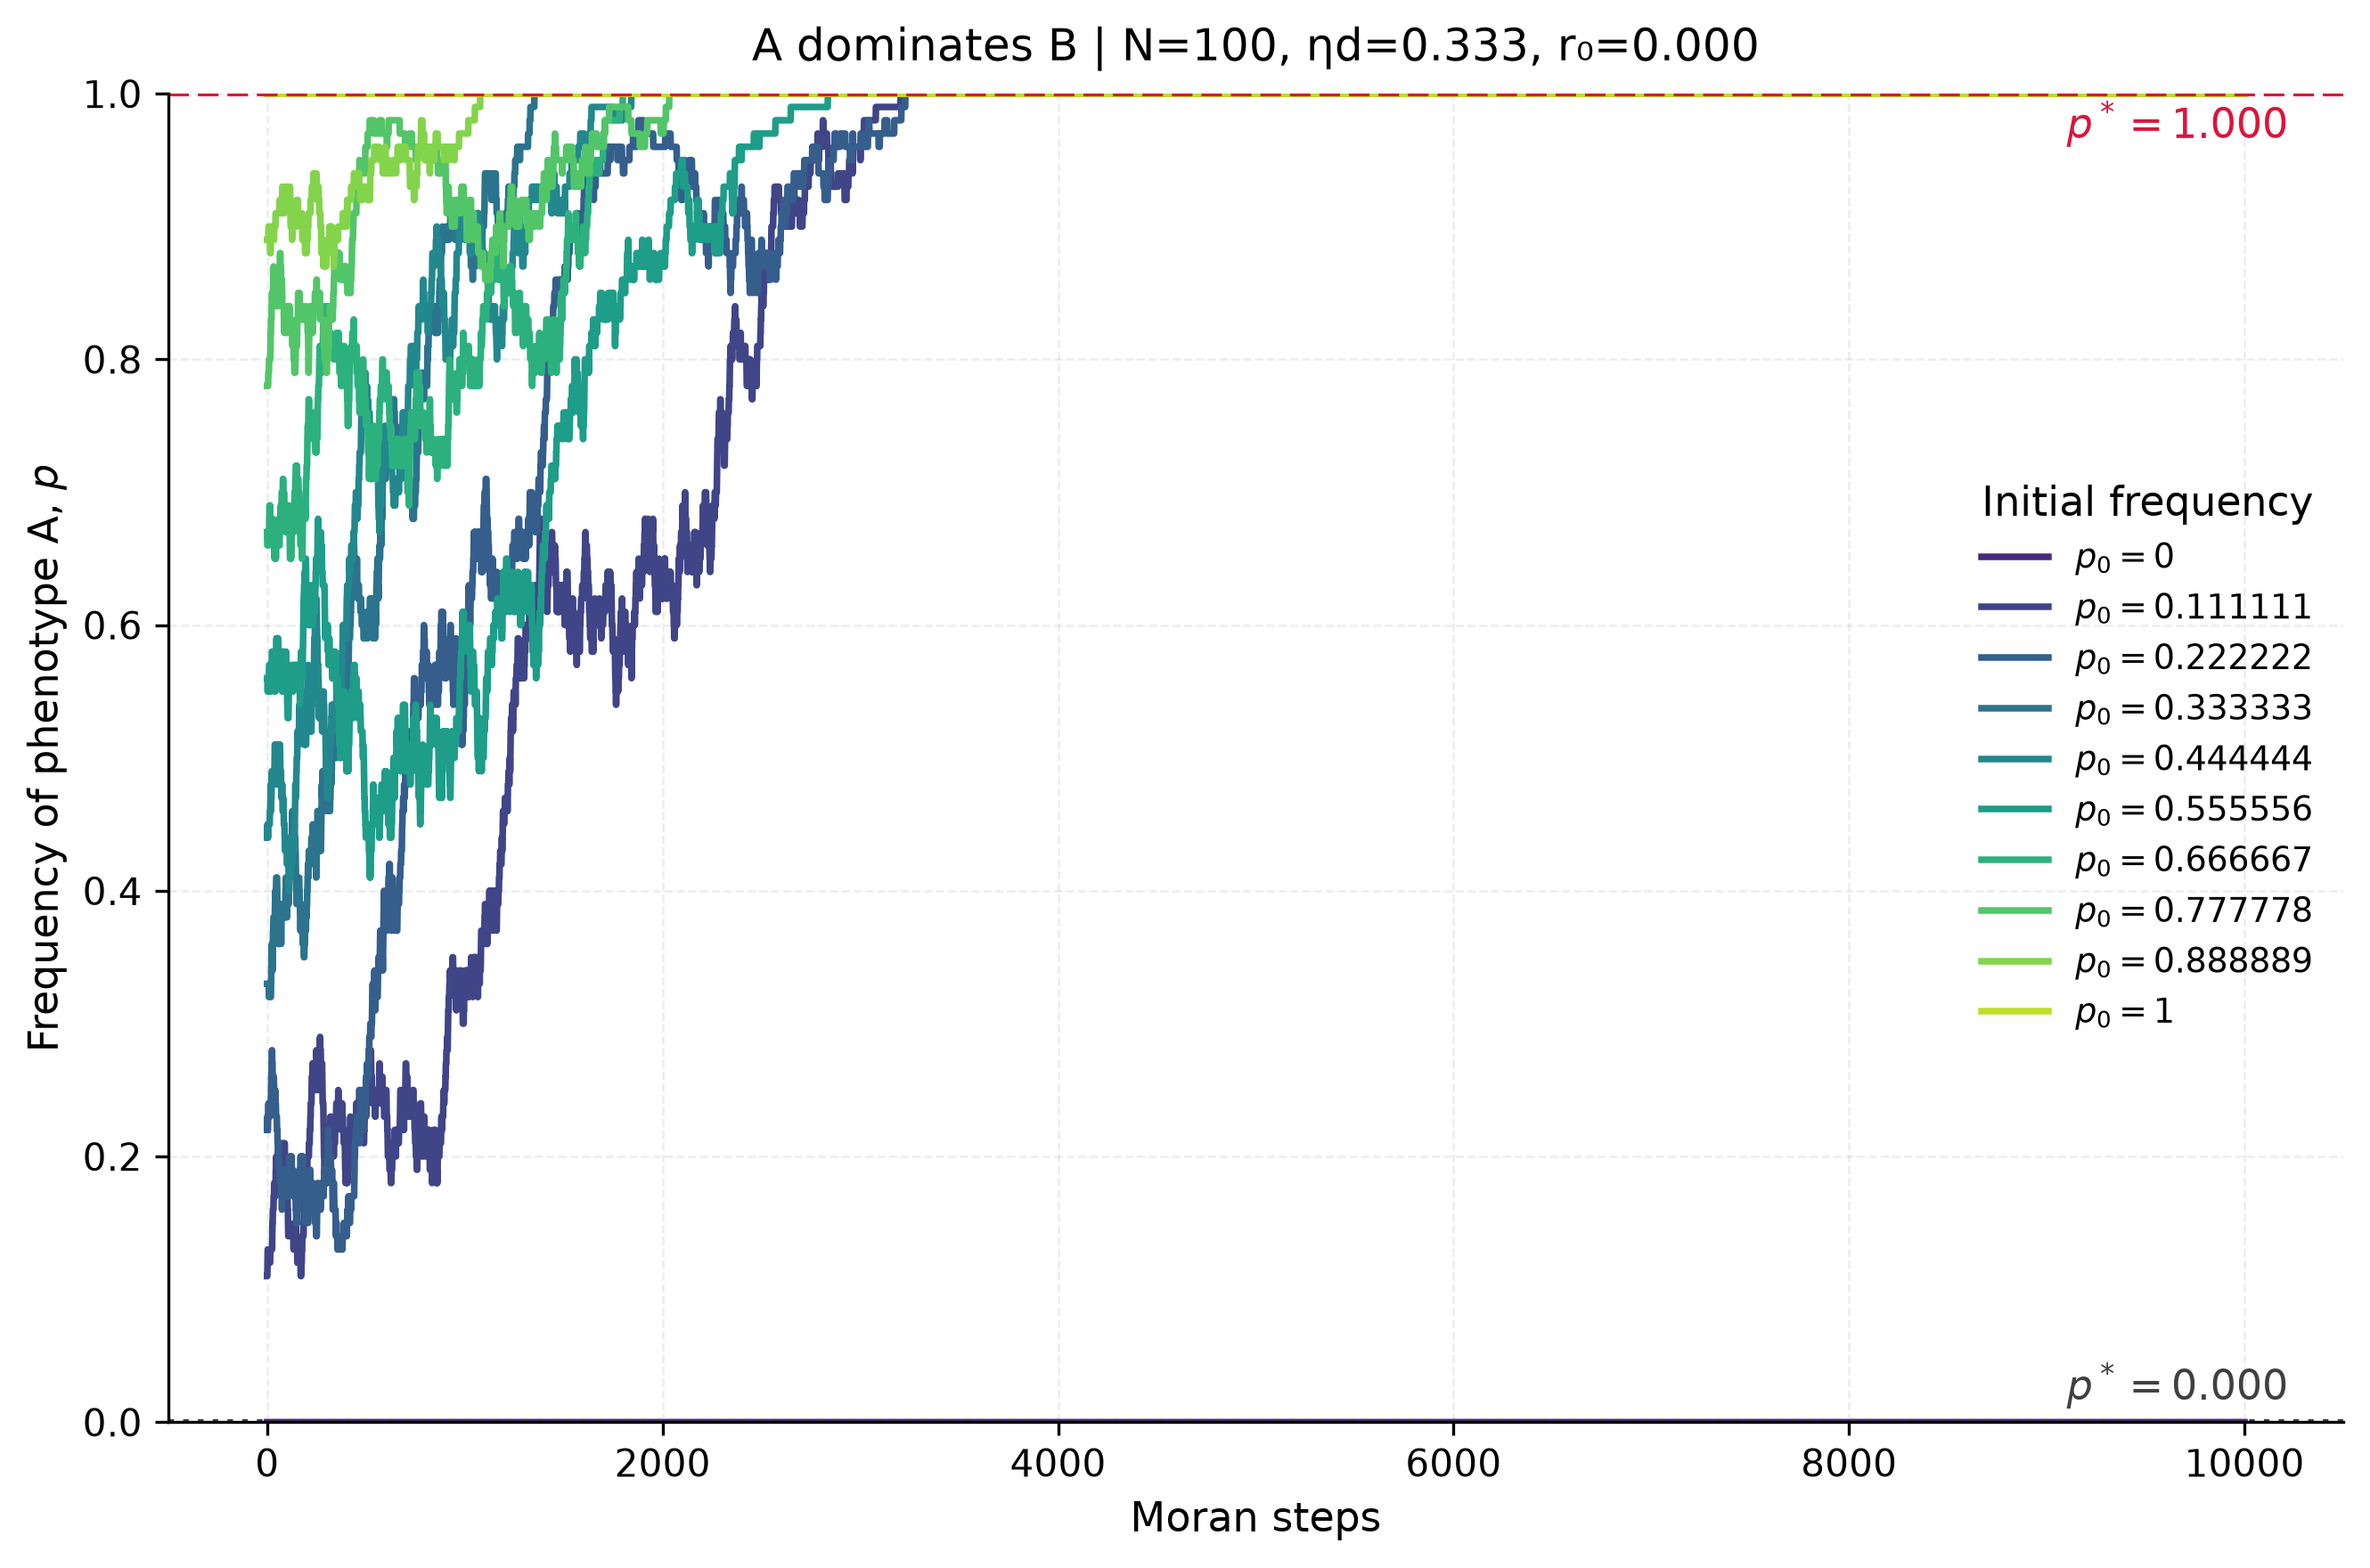 A dominates B | N=100, ηd=0.333, r₀=0.000
1.0
0.8
0.6
0.4
0.2
0.0
Frequency of phenotype A, p
p* = 1.000
Initial frequency
p₀ = 0
p₀ = 0.111111
p₀ = 0.222222
p₀ = 0.333333
p₀ = 0.444444
p₀ = 0.555556
p₀ = 0.666667
p₀ = 0.777778
p₀ = 0.888889
p₀ = 1
p* = 0.000
0 2000 4000 6000 8000 10000
Moran steps